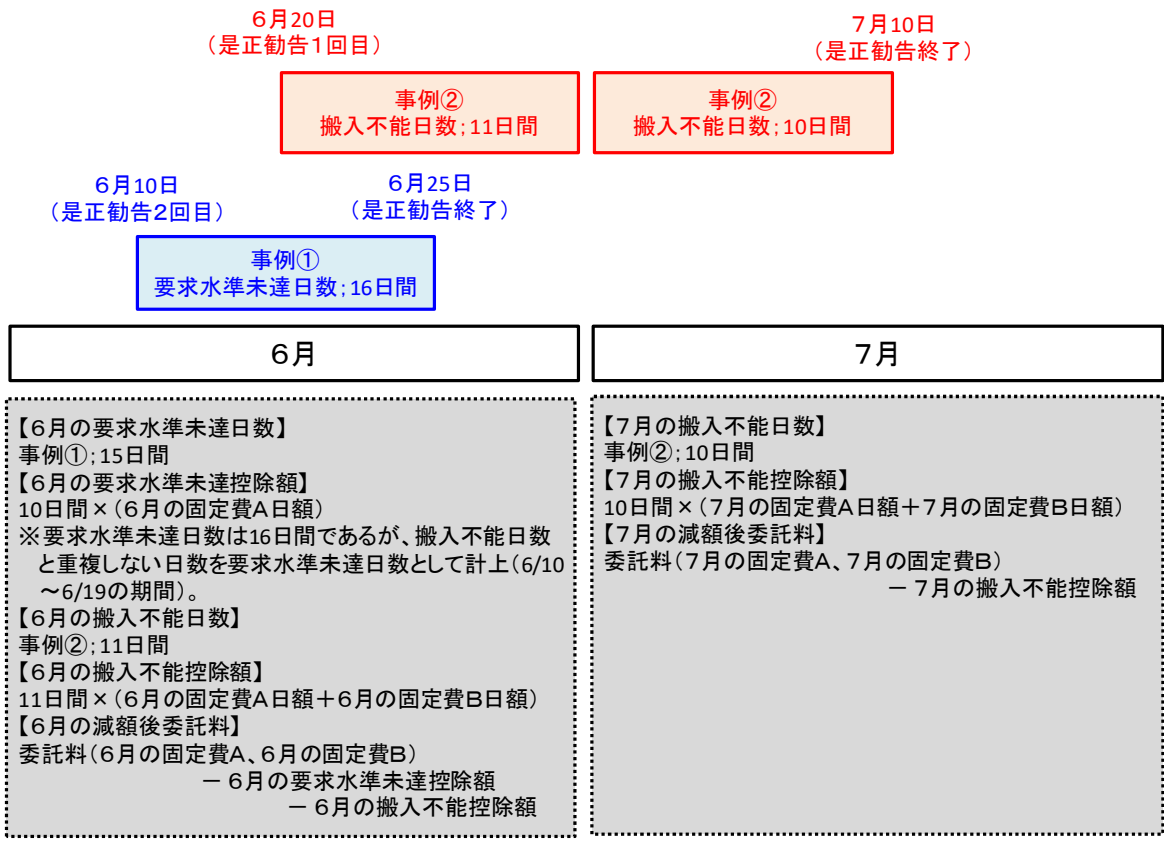 ６月20日
（是正勧告１回目）
７月10日
（是正勧告終了）
事例②
搬入不能日数；11日間
事例②
搬入不能日数；10日間
６月10日
（是正勧告２回目）
６月25日
（是正勧告終了）
事例①
要求水準未達日数；16日間
６月
７月
【６月の要求水準未達日数】
事例①；15日間
【６月の要求水準未達控除額】
10日間×（６月の固定費Ａ日額）
※要求水準未達日数は16日間であるが、搬入不能日数
と重複しない日数を要求水準未達日数として計上（6/10
～6/19の期間）。
【６月の搬入不能日数】
事例②；11日間
【６月の搬入不能控除額】
11日間×（６月の固定費Ａ日額＋６月の固定費Ｂ日額）
【６月の減額後委託料】
委託料（６月の固定費Ａ、６月の固定費Ｂ）
－６月の要求水準未達控除額
－６月の搬入不能控除額
【７月の搬入不能日数】
事例②；10日間
【７月の搬入不能控除額】
10日間×（７月の固定費Ａ日額＋７月の固定費Ｂ日額）
【７月の減額後委託料】
委託料（７月の固定費Ａ、７月の固定費Ｂ）
－７月の搬入不能控除額